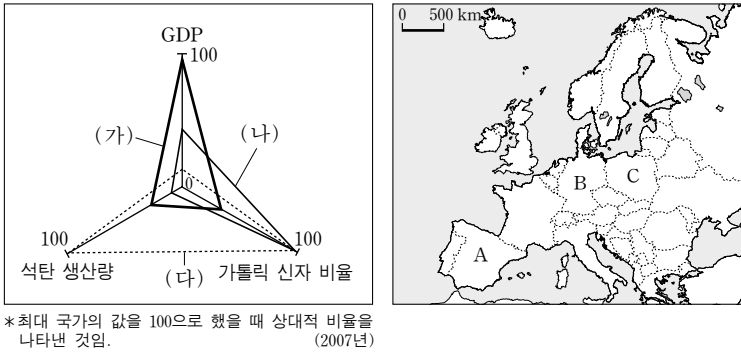 GDP
100
(가)
(나)
0
100
100
석탄 생산량
(다)
가톨릭 신자 비율
*최대 국가의 값을 100으로 했을 때 상대적 비율을
나타낸 것임. (2007년)
0 500 km
B
C
A